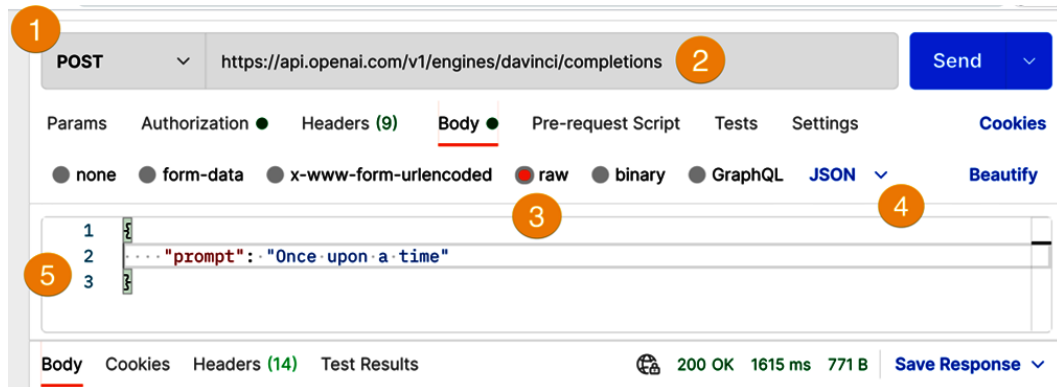 1
POST https://api.openai.com/v1/engines/davinci/completions 2 Send
Params Authorization Headers (9) Body Pre-request Script Tests Settings Cookies
none form-data x-www-form-urlencoded raw binary GraphQL JSON Beautify
3 4
1 {
2 ····"prompt":·"Once·upon·a·time"
5
3 }
Body Cookies Headers (14) Test Results 200 OK 1615 ms 771 B Save Response